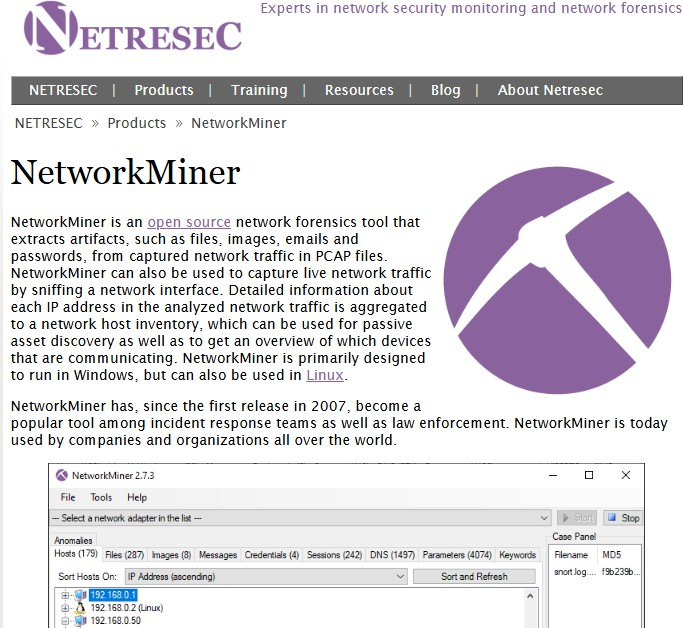 Experts in network security monitoring and network forensics
NETRESEC
NETRESEC | Products | Training | Resources | Blog | About Netresec
NETRESEC » Products » NetworkMiner
NetworkMiner
NetworkMiner is an open source network forensics tool that
extracts artifacts, such as files, images, emails and
passwords, from captured network traffic in PCAP files.
NetworkMiner can also be used to capture live network traffic
by sniffing a network interface. Detailed information about
each IP address in the analyzed network traffic is aggregated
to a network host inventory, which can be used for passive
asset discovery as well as to get an overview of which devices
that are communicating. NetworkMiner is primarily designed
to run in Windows, but can also be used in Linux.
NetworkMiner has, since the first release in 2007, become a
popular tool among incident response teams as well as law enforcement. NetworkMiner is today
used by companies and organizations all over the world.
NetworkMiner 2.7.3
File Tools Help
--- Select a network adapter in the list ---
Start Stop
Anomalies
Hosts (179) Files (287) Images (8) Messages Credentials (4) Sessions (242) DNS (1497) Parameters (4074) Keywords
Sort Hosts On: IP Address (ascending) Sort and Refresh
192.168.0.1
192.168.0.2 (Linux)
192.168.0.50
Case Panel
Filename MD5
snort.log.... f9b239b...